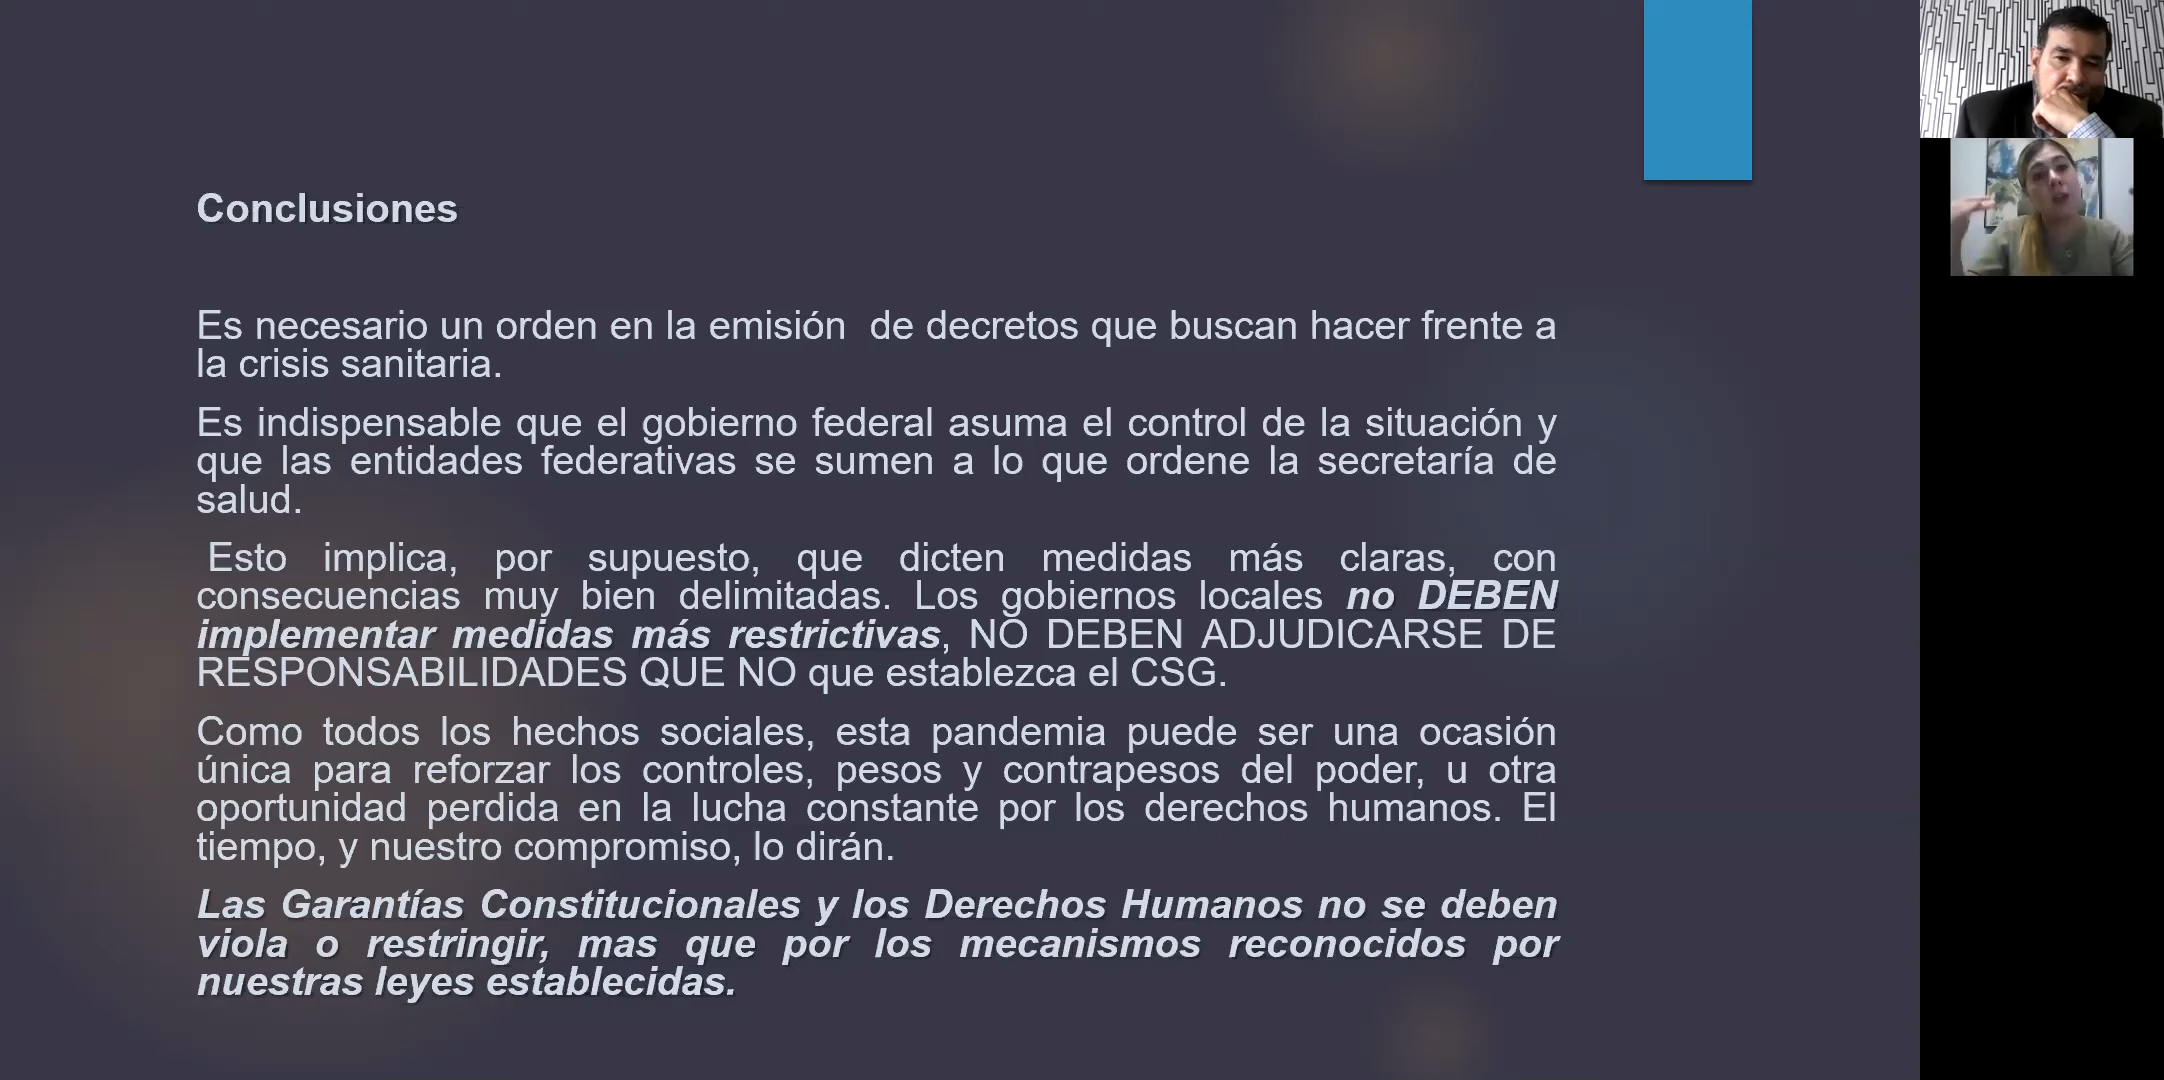 Conclusiones
Es necesario un orden en la emisión  de decretos que buscan hacer frente a
la crisis sanitaria.
Es indispensable que el gobierno federal asuma el control de la situación y
que las entidades federativas se sumen a lo que ordene la secretaría de
salud.
Esto implica, por supuesto, que dicten medidas más claras, con
consecuencias muy bien delimitadas. Los gobiernos locales no DEBEN
implementar medidas más restrictivas, NO DEBEN ADJUDICARSE DE
RESPONSABILIDADES QUE NO que establezca el CSG.
Como todos los hechos sociales, esta pandemia puede ser una ocasión
única para reforzar los controles, pesos y contrapesos del poder, u otra
oportunidad perdida en la lucha constante por los derechos humanos. El
tiempo, y nuestro compromiso, lo dirán.
Las Garantías Constitucionales y los Derechos Humanos no se deben
viola o restringir, mas que por los mecanismos reconocidos por
nuestras leyes establecidas.